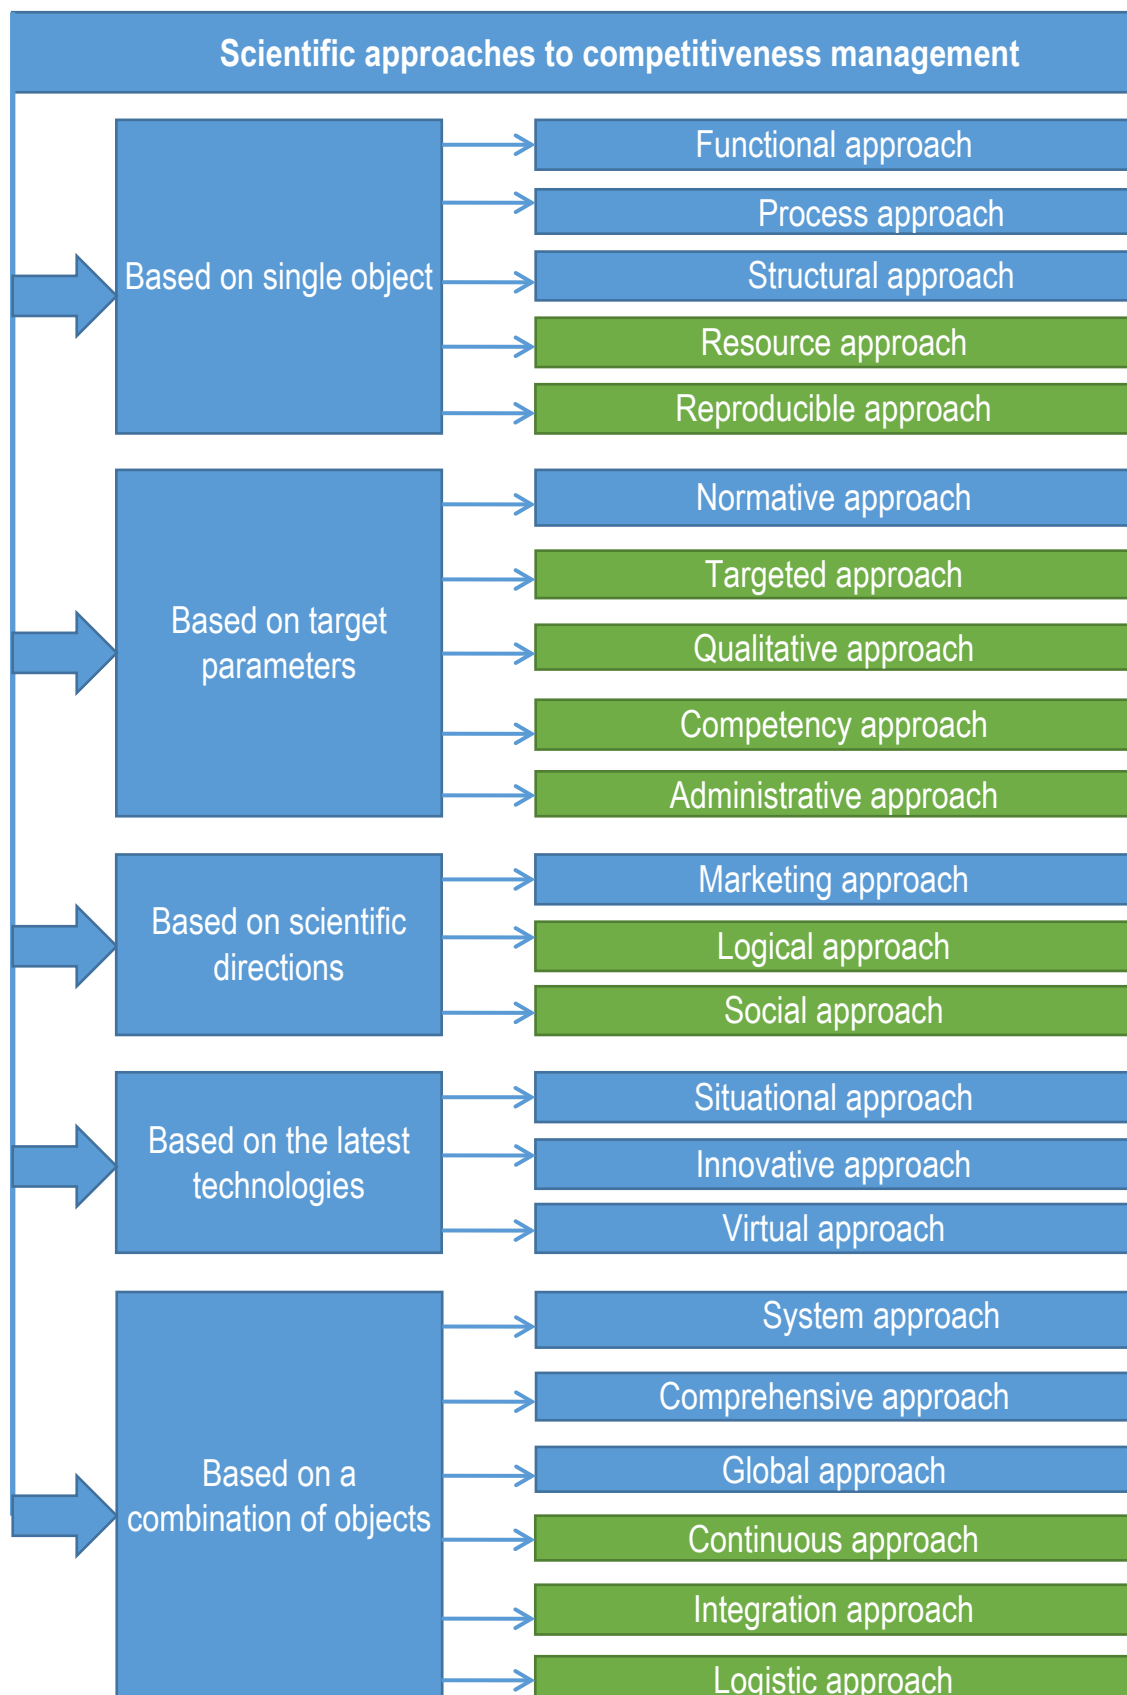 Scientific approaches to competitiveness management
Based on single object
Functional approach
Process approach
Structural approach
Resource approach
Reproducible approach
Based on target
parameters
Normative approach
Targeted approach
Qualitative approach
Competency approach
Administrative approach
Based on scientific
directions
Marketing approach
Logical approach
Social approach
Based on the latest
technologies
Situational approach
Innovative approach
Virtual approach
Based on a
combination of objects
System approach
Comprehensive approach
Global approach
Continuous approach
Integration approach
Logistic approach